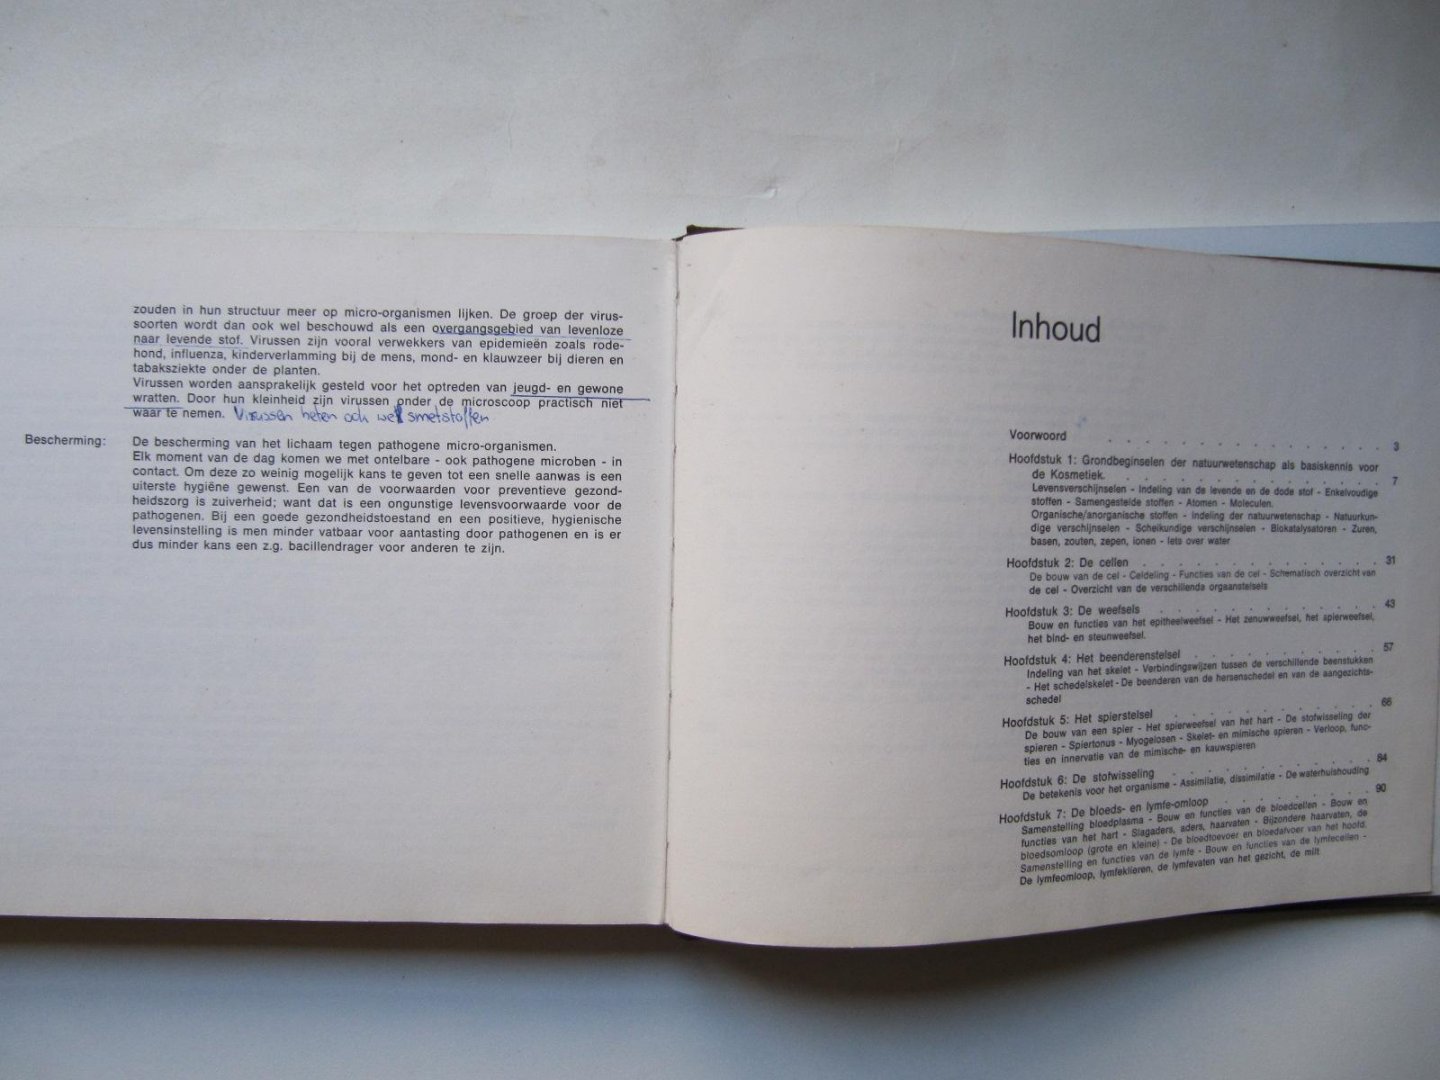 zouden in hun structuur meer op micro-organismen lijken. De groep der virus-
soorten wordt dan ook wel beschouwd als een overgangsgebied van levenloze
naar levende stof. Virussen zijn vooral verwekkers van epidemieën zoals rode-
hond, influenza, kinderverlamming bij de mens, mond- en klauwzeer bij dieren en
tabaksziekte onder de planten.
Virussen worden aansprakelijk gesteld voor het optreden van jeugd- en gewone
wratten. Door hun kleinheid zijn virussen onder de microscoop practisch niet
waar te nemen. Virussen heten ook wel smetstoffen
Bescherming: De bescherming van het lichaam tegen pathogene micro-organismen.
Elk moment van de dag komen we met ontelbare - ook pathogene microben - in
contact. Om deze zo weinig mogelijk kans te geven tot een snelle aanwas is een
uiterste hygiëne gewenst. Een van de voorwaarden voor preventieve gezond-
heidszorg is zuiverheid; want dat is een ongunstige levensvoorwaarde voor de
pathogenen. Bij een goede gezondheidstoestand en een positieve, hygienische
levensinstelling is men minder vatbaar voor aantasting door pathogenen en is er
dus minder kans een z.g. bacillendrager voor anderen te zijn.
Inhoud
Voorwoord . . . . . . . . . . . . . . . . 3
Hoofdstuk 1: Grondbeginselen der natuurwetenschap als basiskennis voor
de Kosmetiek. . . . . . . . . . . . . . . 7
Levensverschijnselen - Indeling van de levende en de dode stof - Enkelvoudige
stoffen - Samengestelde stoffen - Atomen - Moleculen.
Organische/anorganische stoffen - Indeling der natuurwetenschap - Natuurkun-
dige verschijnselen - Scheikundige verschijnselen - Biokatalysatoren - Zuren,
basen, zouten, zepen, ionen - Iets over water
Hoofdstuk 2: De cellen . . . . . . . . . . . . . 31
De bouw van de cel - Celdeling - Functies van de cel - Schematisch overzicht van
de cel - Overzicht van de verschillende orgaanstelsels
Hoofdstuk 3: De weefsels . . . . . . . . . . . . 43
Bouw en functies van het epitheelweefsel - Het zenuwweefsel, het spierweefsel,
het bind- en steunweefsel.
Hoofdstuk 4: Het beenderenstelsel . . . . . . . . . . 57
Indeling van het skelet - Verbindingswijzen tussen de verschillende beenstukken
- Het schedelskelet - De beenderen van de hersenschedel en van de aangezichts-
schedel
Hoofdstuk 5: Het spierstelsel . . . . . . . . . . . 66
De bouw van een spier - Het spierweefsel van het hart - De stofwisseling der
spieren - Spiertonus - Myogelosen - Skelet- en mimische spieren - Verloop, func-
ties en innervatie van de mimische- en kauwspieren
Hoofdstuk 6: De stofwisseling . . . . . . . . . . . 84
De betekenis voor het organisme - Assimilatie, dissimilatie - De waterhuishouding
Hoofdstuk 7: De bloeds- en lymfe-omloop . . . . . . . . 90
Samenstelling bloedplasma - Bouw en functies van de bloedcellen - Bouw en
functies van het hart - Slagaders, aders, haarvaten - Bijzondere haarvaten, de
bloedsomloop (grote en kleine) - De bloedtoevoer en bloedafvoer van het hoofd.
Samenstelling en functies van de lymfe - Bouw en functies van de lymfecellen -
De lymfeomloop, lymfeklieren, de lymfevaten van het gezicht, de milt